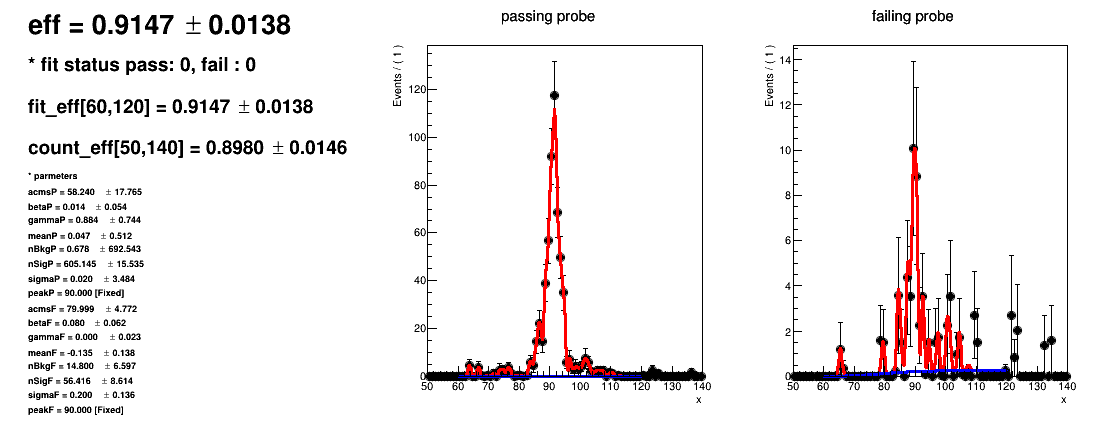 eff = 0.9147 ± 0.0138
* fit status pass: 0, fail : 0
fit_eff[60,120] = 0.9147 ± 0.0138
count_eff[50,140] = 0.8980 ± 0.0146
* parmeters
acmsP = 58.240 ± 17.765
betaP = 0.014 ± 0.054
gammaP = 0.884 ± 0.744
meanP = 0.047 ± 0.512
nBkgP = 0.678 ± 692.543
nSigP = 605.145 ± 15.535
sigmaP = 0.020 ± 3.484
peakP = 90.000 [Fixed]
acmsF = 79.999 ± 4.772
betaF = 0.080 ± 0.062
gammaF = 0.000 ± 0.023
meanF = -0.135 ± 0.138
nBkgF = 14.800 ± 6.597
nSigF = 56.416 ± 8.614
sigmaF = 0.200 ± 0.136
peakF = 90.000 [Fixed]
passing probe
Events / ( 1 )
120
100
80
60
40
20
0
50 60 70 80 90 100 110 120 130 140
x
failing probe
Events / ( 1 )
14
12
10
8
6
4
2
0
50 60 70 80 90 100 110 120 130 140
x